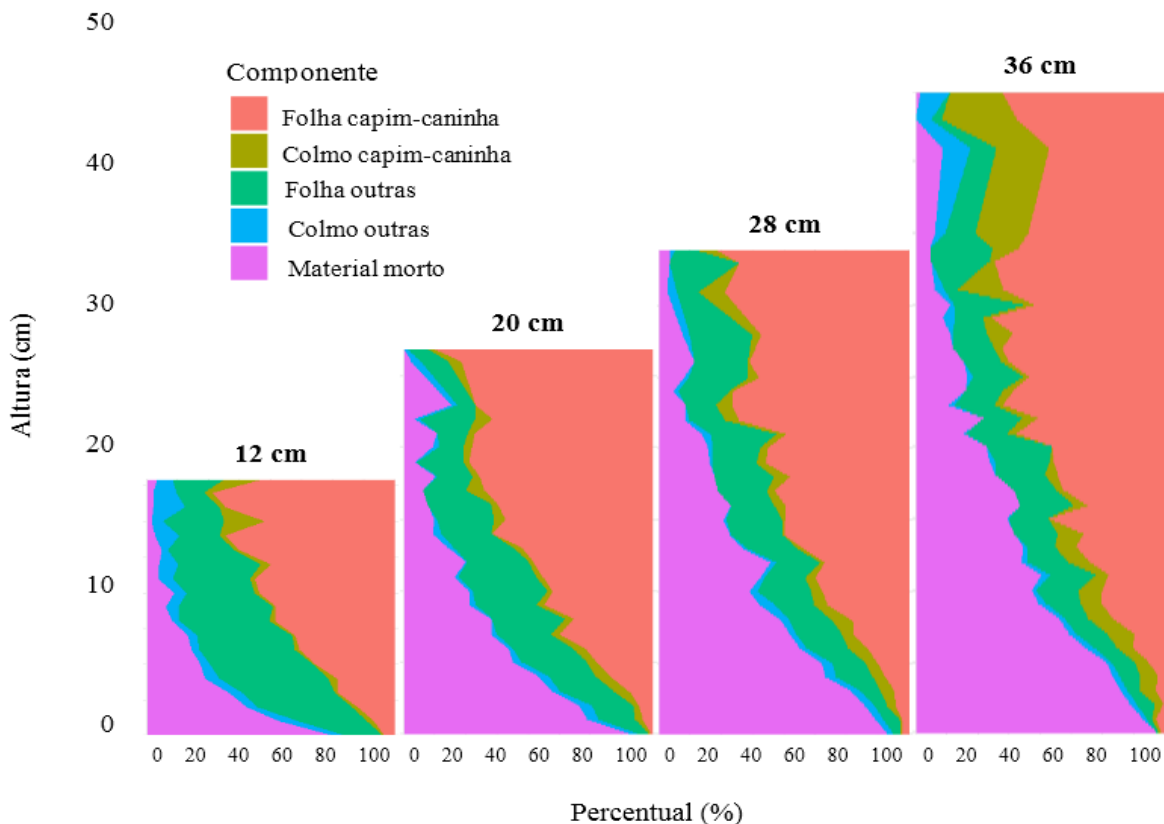 50
36 cm
Componente
Folha capim-caninha
Colmo capim-caninha
Folha outras
Colmo outras
Material morto
40
28 cm
30
20 cm
Altura (cm)
20
12 cm
10
0
0 20 40 60 80 100 0 20 40 60 80 100 0 20 40 60 80 100 0 20 40 60 80 100
Percentual (%)